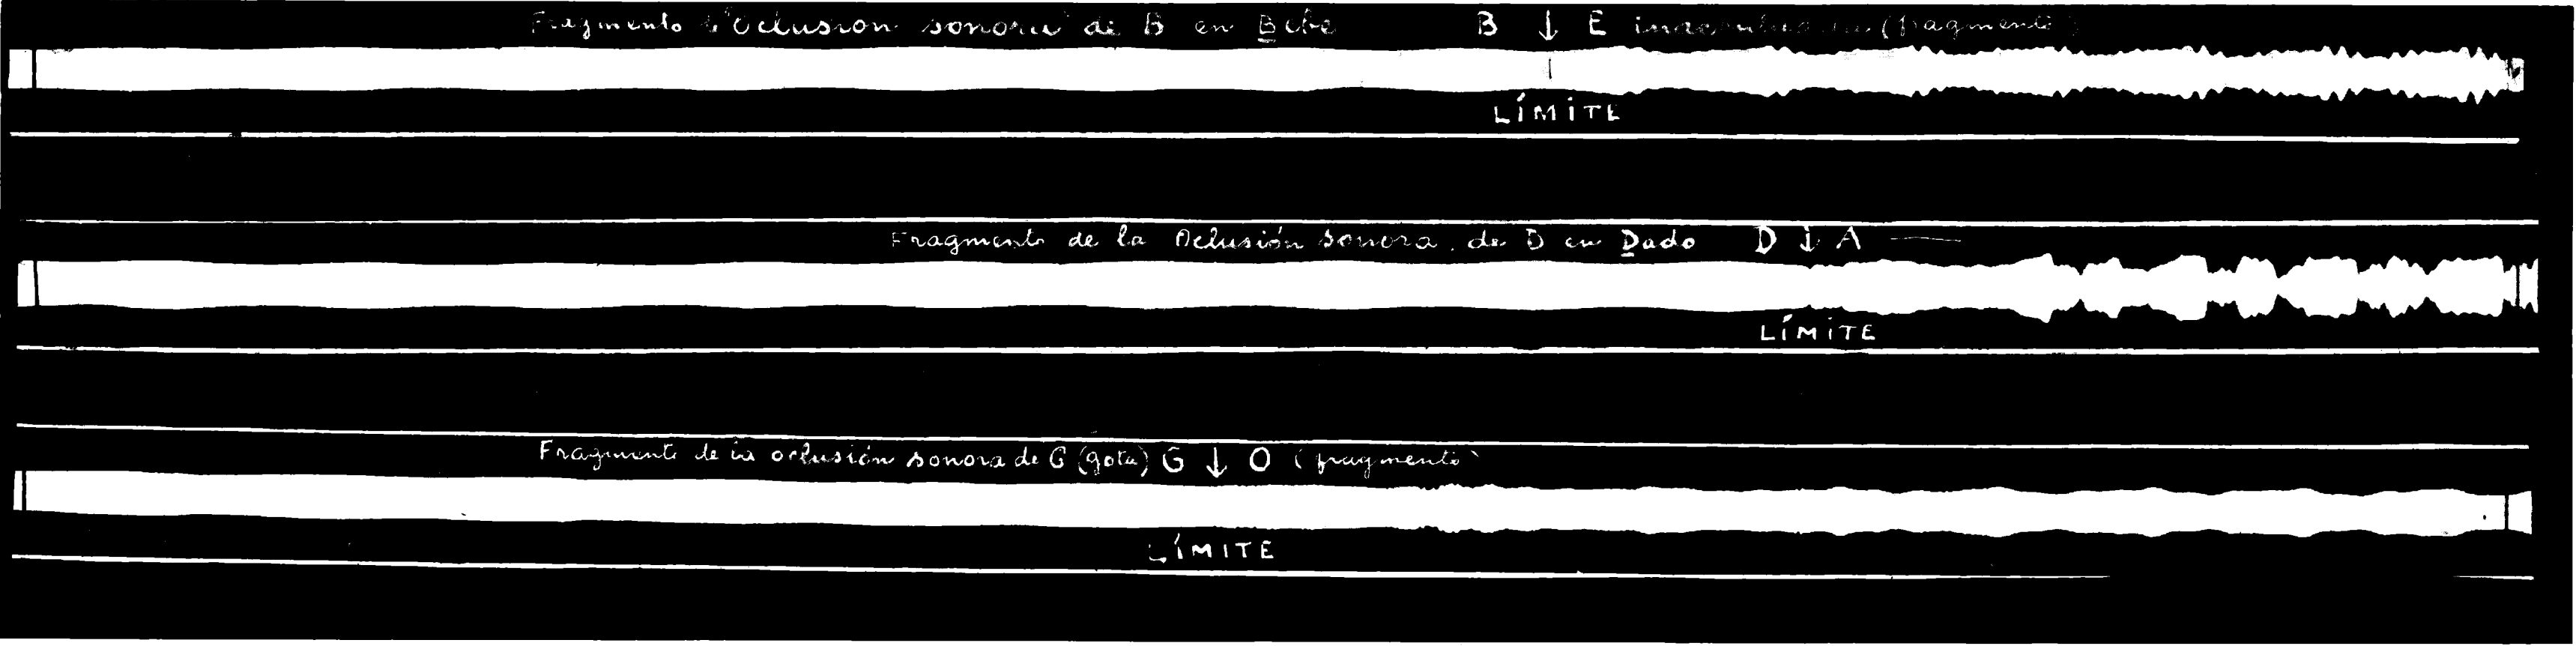 Fragmento "Oclusion sonora" de B en Bebe B ↓ E (fragmento)
LÍMITE
Fragmento de la Oclusión Sonora de D en Dado D ↓ A —
LÍMITE
Fragmento de la oclusión sonora de G (gota) G ↓ O (fragmento)
LÍMITE